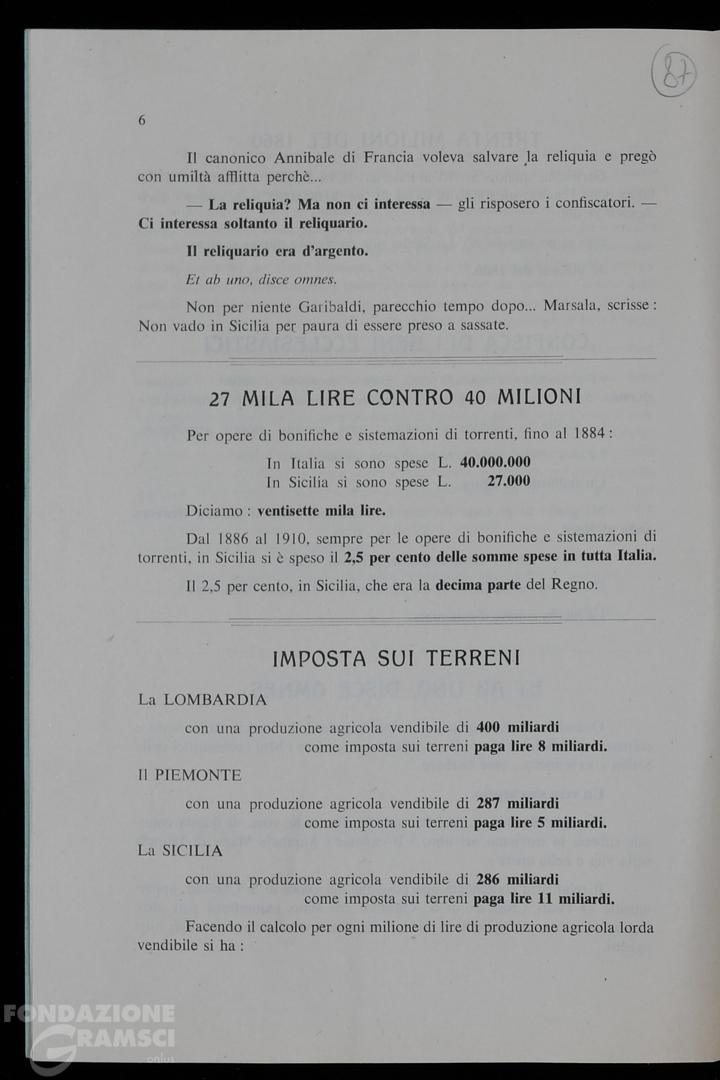 87
6
Il canonico Annibale di Francia voleva salvare la reliquia e pregò
con umiltà afflitta perchè...
— La reliquia? Ma non ci interessa — gli risposero i confiscatori. —
Ci interessa soltanto il reliquario.
Il reliquario era d'argento.
Et ab uno, disce omnes.
Non per niente Garibaldi, parecchio tempo dopo... Marsala, scrisse :
Non vado in Sicilia per paura di essere preso a sassate.
27 MILA LIRE CONTRO 40 MILIONI
Per opere di bonifiche e sistemazioni di torrenti, fino al 1884 :
In Italia si sono spese L. 40.000.000
In Sicilia si sono spese L. 27.000
Diciamo : ventisette mila lire.
Dal 1886 al 1910, sempre per le opere di bonifiche e sistemazioni di
torrenti, in Sicilia si è speso il 2,5 per cento delle somme spese in tutta Italia.
Il 2,5 per cento, in Sicilia, che era la decima parte del Regno.
IMPOSTA SUI TERRENI
La LOMBARDIA
con una produzione agricola vendibile di 400 miliardi
come imposta sui terreni paga lire 8 miliardi.
Il PIEMONTE
con una produzione agricola vendibile di 287 miliardi
come imposta sui terreni paga lire 5 miliardi.
La SICILIA
con una produzione agricola vendibile di 286 miliardi
come imposta sui terreni paga lire 11 miliardi.
Facendo il calcolo per ogni milione di lire di produzione agricola lorda
vendibile si ha :
FONDAZIONE
GRAMSCI
onlus